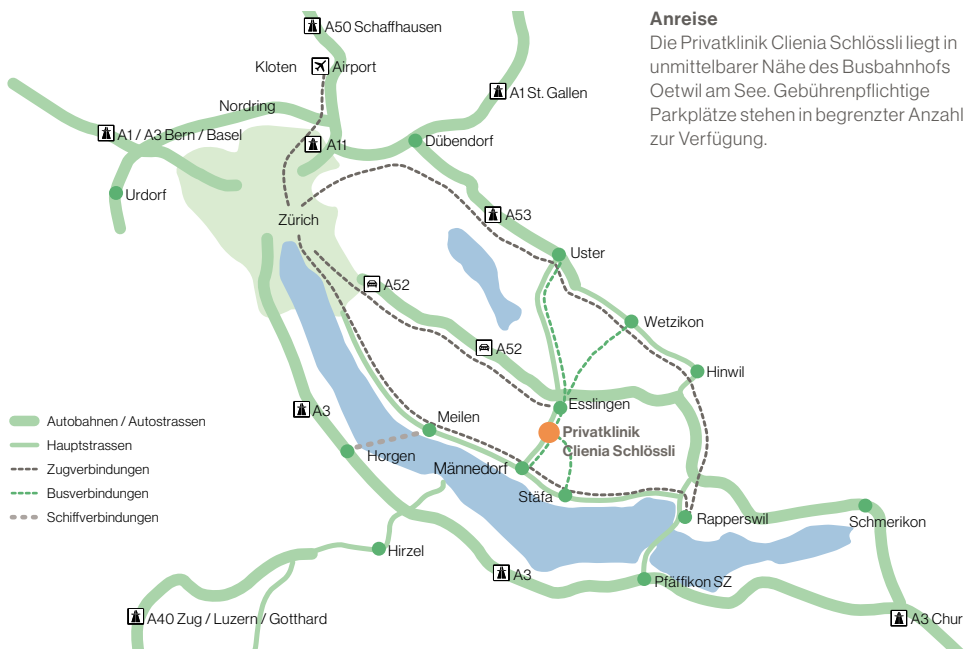 Anreise
Die Privatklinik Clienia Schlössli liegt in
unmittelbarer Nähe des Busbahnhofs
Oetwil am See. Gebührenpflichtige
Parkplätze stehen in begrenzter Anzahl
zur Verfügung.
A50 Schaffhausen
Kloten
Airport
A1 St. Gallen
Nordring
A1 / A3 Bern / Basel
A11
Dübendorf
Urdorf
A53
Zürich
Uster
A52
Wetzikon
A52
Hinwil
Esslingen
A3
Meilen
Privatklinik
Clienia Schlössli
Horgen
Männedorf
Stäfa
Rapperswil
Schmerikon
Hirzel
A3
Pfäffikon SZ
A40 Zug / Luzern / Gotthard
A3 Chur
Autobahnen / Autostrassen
Hauptstrassen
Zugverbindungen
Busverbindungen
Schiffverbindungen